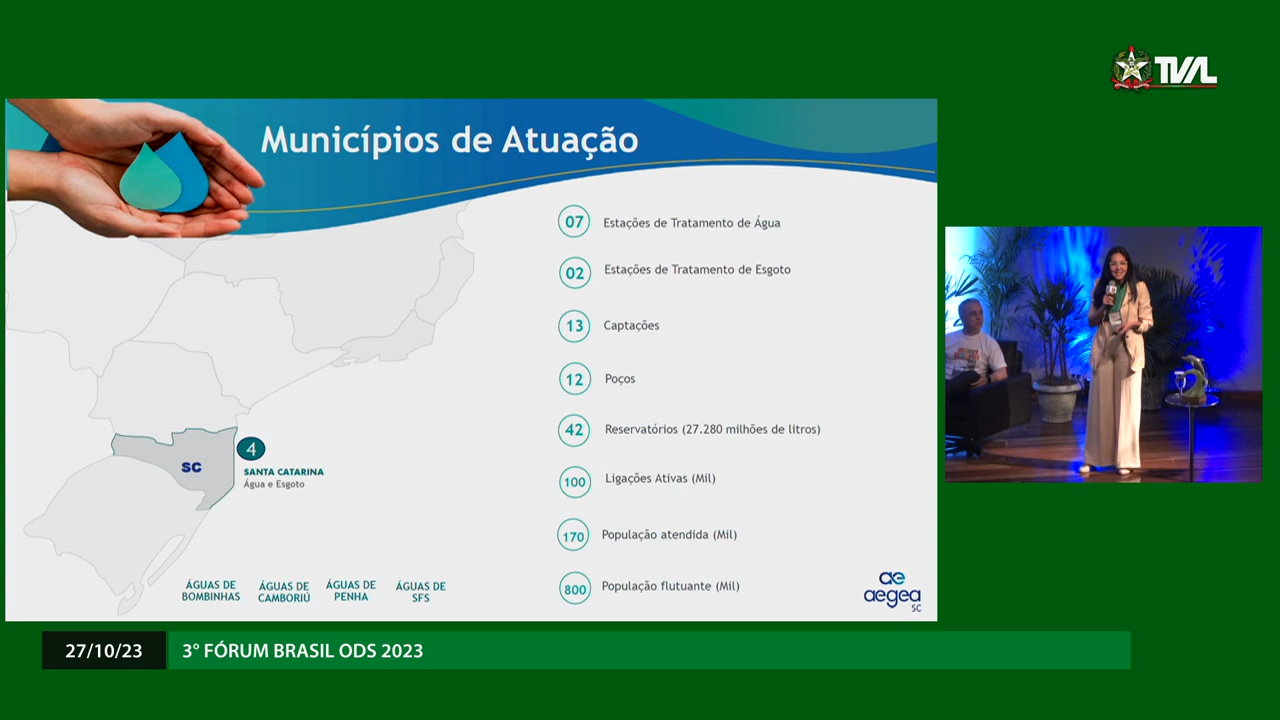 TVAL
Municípios de Atuação
07 Estações de Tratamento de Água
02 Estações de Tratamento de Esgoto
13 Captações
12 Poços
42 Reservatórios (27.280 milhões de litros)
100 Ligações Ativas (Mil)
170 População atendida (Mil)
800 População flutuante (Mil)
SC
4
SANTA CATARINA
Água e Esgoto
ÁGUAS DE
BOMBINHAS
ÁGUAS DE
CAMBORIÚ
ÁGUAS DE
PENHA
ÁGUAS DE
SFS
ae
aegea
SC
27/10/23
3° FÓRUM BRASIL ODS 2023